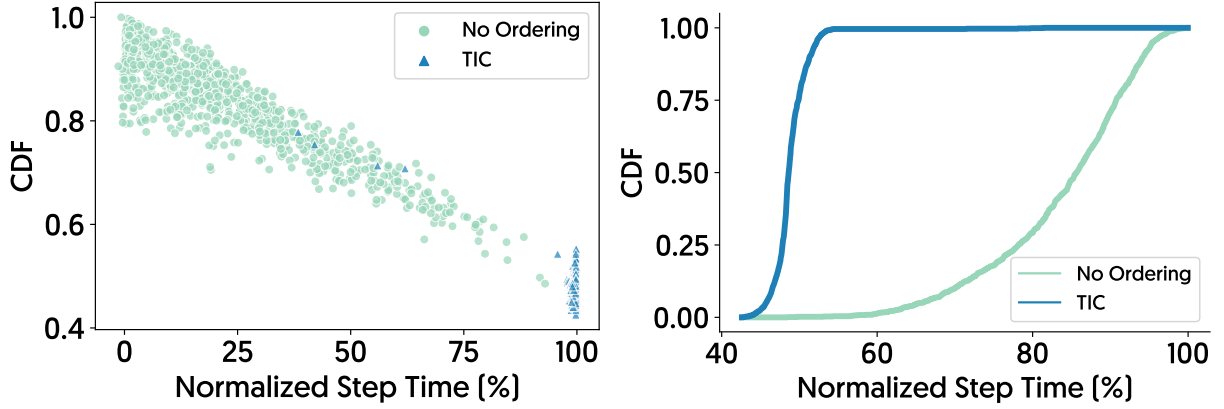 CDF
1.0
0.8
0.6
0.4
No Ordering
TIC
0
25
50
75
100
Normalized Step Time (%)
CDF
1.00
0.75
0.50
0.25
0.00
No Ordering
TIC
40
60
80
100
Normalized Step Time (%)